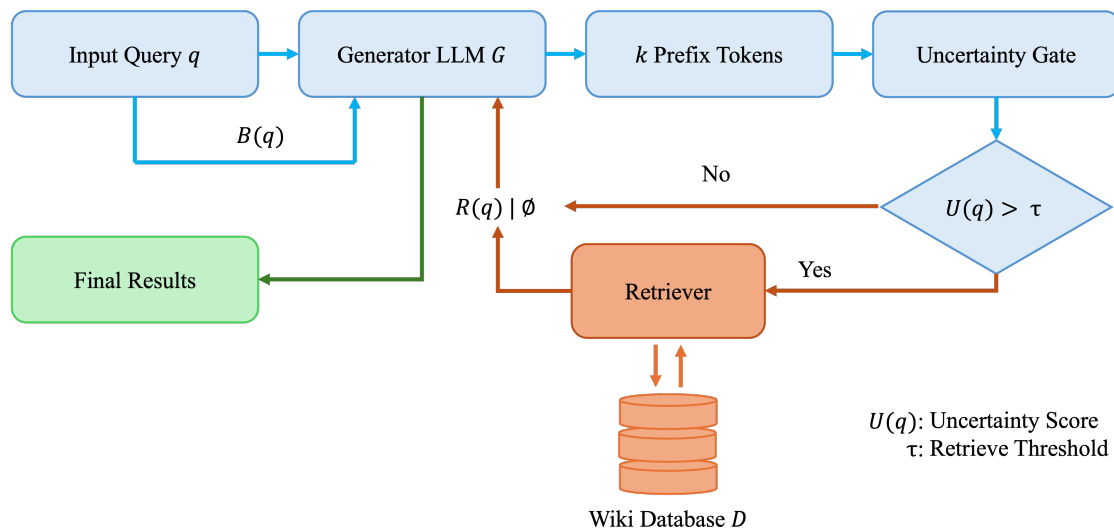 Input Query q
Generator LLM G
k Prefix Tokens
Uncertainty Gate
B(q)
No
R(q) | ∅
U(q) > τ
Final Results
Yes
Retriever
U(q): Uncertainty Score
τ: Retrieve Threshold
Wiki Database D